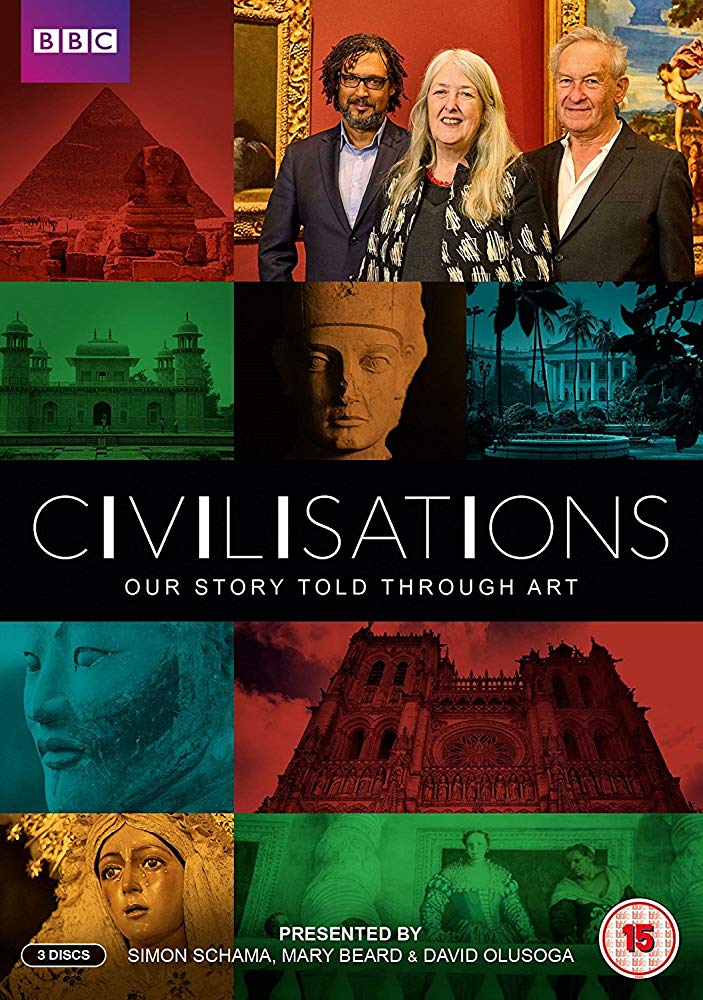 BBC
CIVILISATIONS
OUR STORY TOLD THROUGH ART
PRESENTED BY
3 DISCS
SIMON SCHAMA, MARY BEARD & DAVID OLUSOGA
15